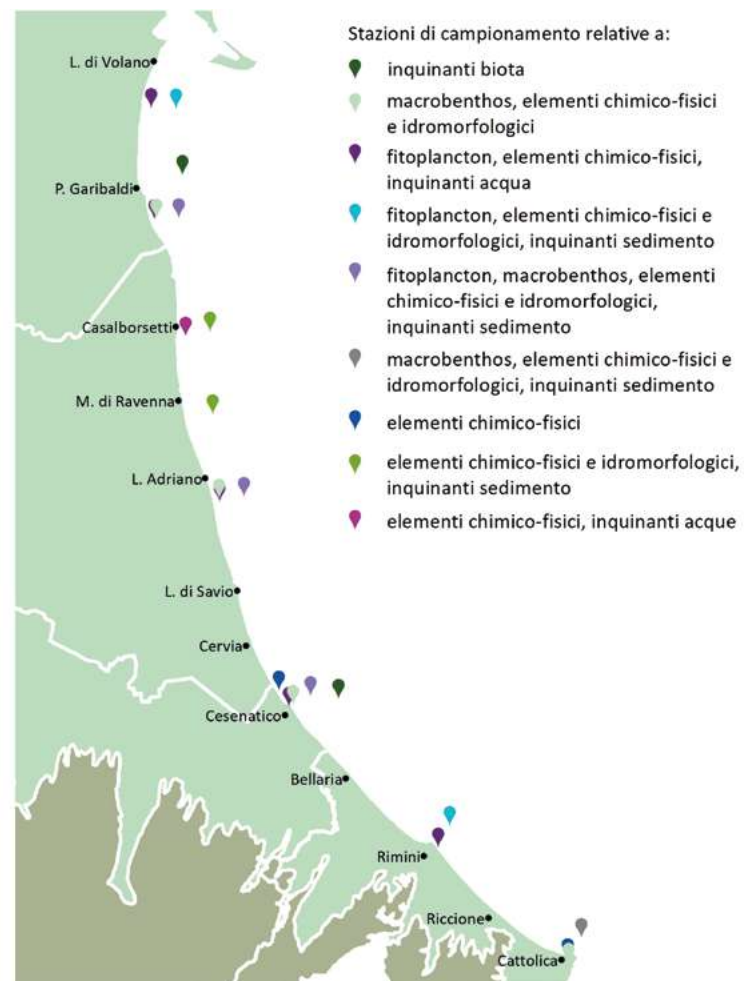 Stazioni di campionamento relative a:
inquinanti biota
macrobenthos, elementi chimico-fisici
e idromorfologici
fitoplancton, elementi chimico-fisici,
inquinanti acqua
fitoplancton, elementi chimico-fisici e
idromorfologici, inquinanti sedimento
fitoplancton, macrobenthos, elementi
chimico-fisici e idromorfologici,
inquinanti sedimento
macrobenthos, elementi chimico-fisici e
idromorfologici, inquinanti sedimento
elementi chimico-fisici
elementi chimico-fisici e idromorfologici,
inquinanti sedimento
elementi chimico-fisici, inquinanti acque
L. di Volano
P. Garibaldi
Casalborsetti
M. di Ravenna
L. Adriano
L. di Savio
Cervia
Cesenatico
Bellaria
Rimini
Riccione
Cattolica